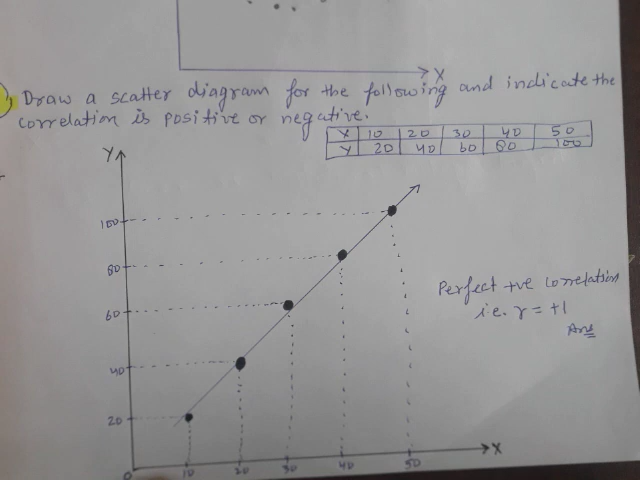 X
Draw a scatter diagram for the following and indicate the
correlation is positive or negative.
X 10 20 30 40 50
Y 20 40 60 80 100
Y
100
80
60
40
20
0 10 20 30 40 50 X
Perfect +ve correlation
i.e. r = +1
Ans